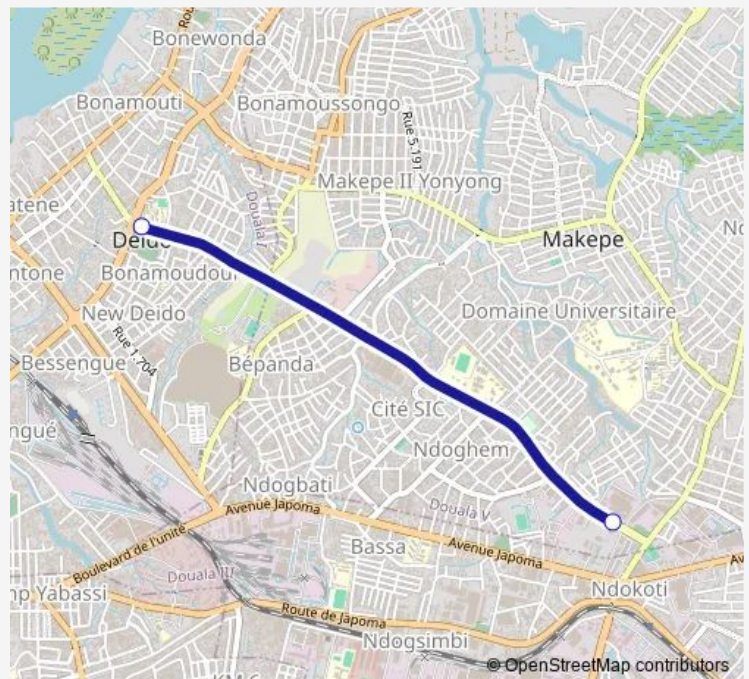 Bonewonda
Bonamouti
Bonamoussongo
Rue 5.191
Makepe II Yonyong
Douala I
Deido
Makepe
Bonamoudou
New Deido
Domaine Universitaire
Rue 1.704
Bessengue
Bépanda
Cité SIC
Ndoghem
Ndogbati
Avenue Japoma
Douala V
Boulevard de l'unité
Bassa
Avenue Japoma
Douala III
Ndokoti
Route de Japoma
Ndogsimbi
© OpenStreetMap contributors